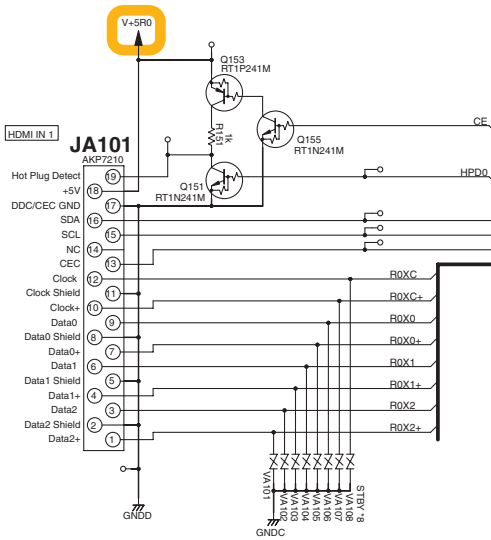 V+5R0
Q153
RT1P241M
Q155
RT1N241M
CE
HDMI IN 1
JA101
AKP7210
R151
1k
Q151
RT1N241M
HPD0
Hot Plug Detect 19
+5V 18
DDC/CEC GND 17
SDA 16
SCL 15
NC 14
CEC 13
Clock 12
R0XC
Clock Shield 11
Clock+ 10
R0XC+
Data0 9
R0X0
Data0 Shield 8
Data0+ 7
R0X0+
Data1 6
R0X1
Data1 Shield 5
Data1+ 4
R0X1+
Data2 3
R0X2
Data2 Shield 2
Data2+ 1
R0X2+
VA101
VA102
VA103
VA104
VA105
VA106
VA107
VA108
STBY *8
GNDD
GNDC